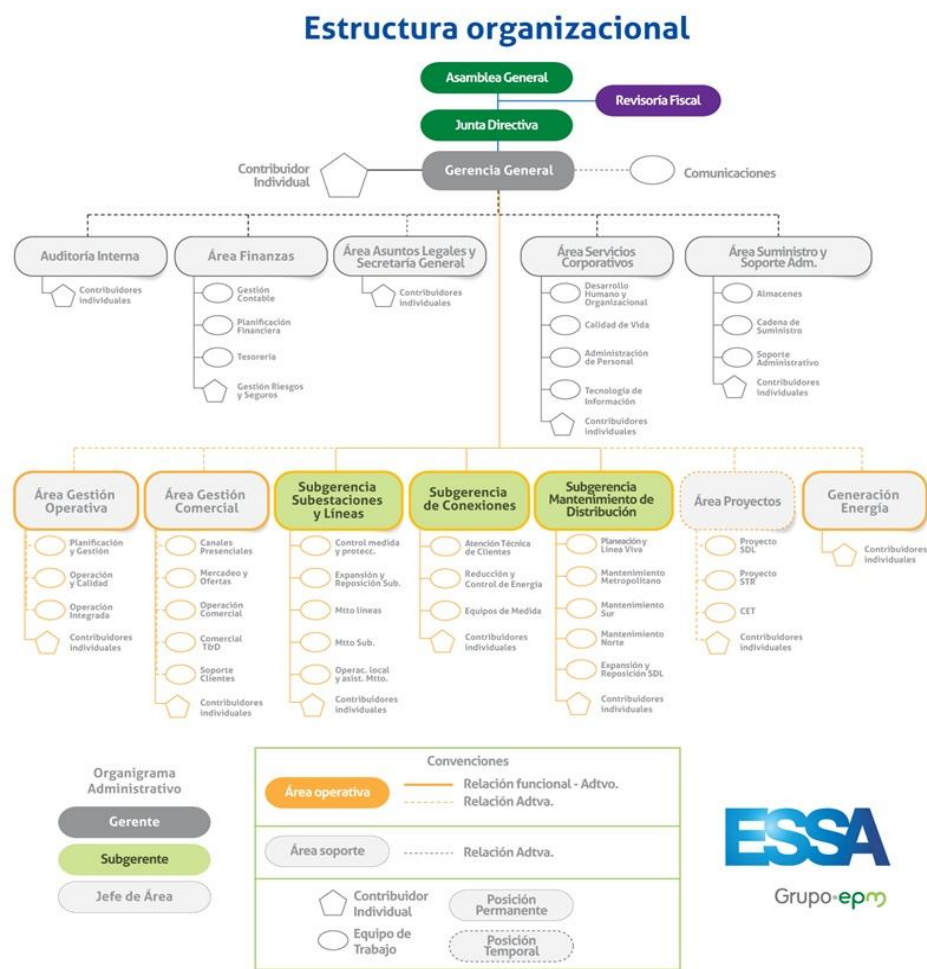 Estructura organizacional
Asamblea General
Revisoría Fiscal
Junta Directiva
Contribuidor
Individual
Gerencia General
Comunicaciones
Auditoría Interna
Contribuidores
individuales
Área Finanzas
Gestión
Contable
Planificación
Financiera
Tesorería
Gestión Riesgos
y Seguros
Área Asuntos Legales y
Secretaría General
Contribuidores
individuales
Área Servicios
Corporativos
Desarrollo
Humano y
Organizacional
Calidad de Vida
Administración
de Personal
Tecnología de
Información
Contribuidores
individuales
Área Suministro y
Soporte Adm.
Almacenes
Cadena de
Suministro
Soporte
Administrativo
Contribuidores
individuales
Área Gestión
Operativa
Planificación
y Gestión
Operación
y Calidad
Operación
Integrada
Contribuidores
individuales
Área Gestión
Comercial
Canales
Presenciales
Mercadeo y
Ofertas
Operación
Comercial
Comercial
T&D
Soporte
Clientes
Contribuidores
individuales
Subgerencia
Subestaciones
y Líneas
Control medida
y protecc.
Expansión y
Reposición Sub.
Mtto líneas
Mtto Sub.
Operac. local
y asist. Mtto.
Contribuidores
individuales
Subgerencia
de Conexiones
Atención Técnica
de Clientes
Reducción y
Control de Energía
Equipos de Medida
Contribuidores
individuales
Subgerencia
Mantenimiento de
Distribución
Planeación y
Línea Viva
Mantenimiento
Metropolitano
Mantenimiento
Sur
Mantenimiento
Norte
Expansión y
Reposición SDL
Contribuidores
individuales
Área Proyectos
Proyecto
SDL
Proyecto
STR
CET
Contribuidores
individuales
Generación
Energía
Contribuidores
individuales
Organigrama
Administrativo
Gerente
Subgerente
Jefe de Área
Convenciones
Área operativa
Relación funcional - Adtvo.
Relación Adtva.
Área soporte
Relación Adtva.
Contribuidor
Individual
Equipo de
Trabajo
Posición
Permanente
Posición
Temporal
ESSA
Grupo epm